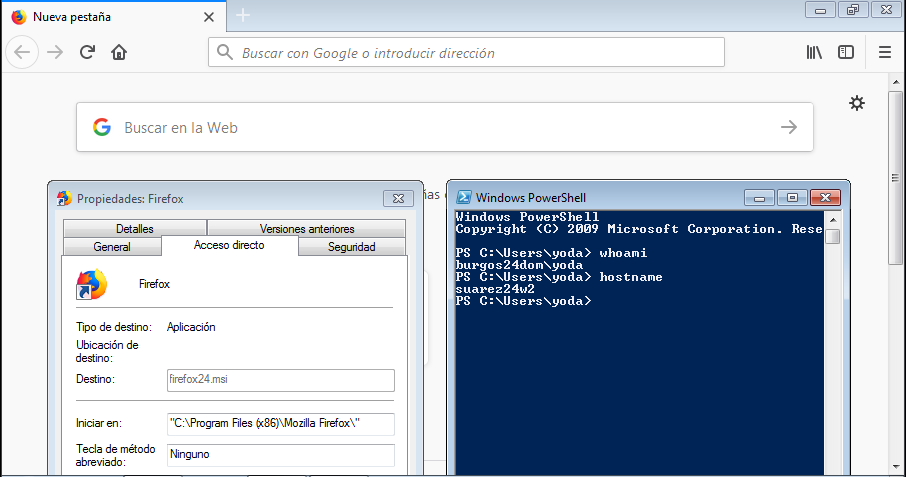 Nueva pestaña
Buscar con Google o introducir dirección
Buscar en la Web
Propiedades: Firefox
Detalles
Versiones anteriores
General
Acceso directo
Seguridad
Firefox
Tipo de destino: Aplicación
Ubicación de
destino:
Destino: firefox24.msi
Iniciar en: "C:\Program Files (x86)\Mozilla Firefox\"
Tecla de método
abreviado:
Ninguno
Windows PowerShell
Windows PowerShell
Copyright (C) 2009 Microsoft Corporation. Rese
PS C:\Users\yoda> whoami
burgos24dom\yoda
PS C:\Users\yoda> hostname
suarez24w2
PS C:\Users\yoda>